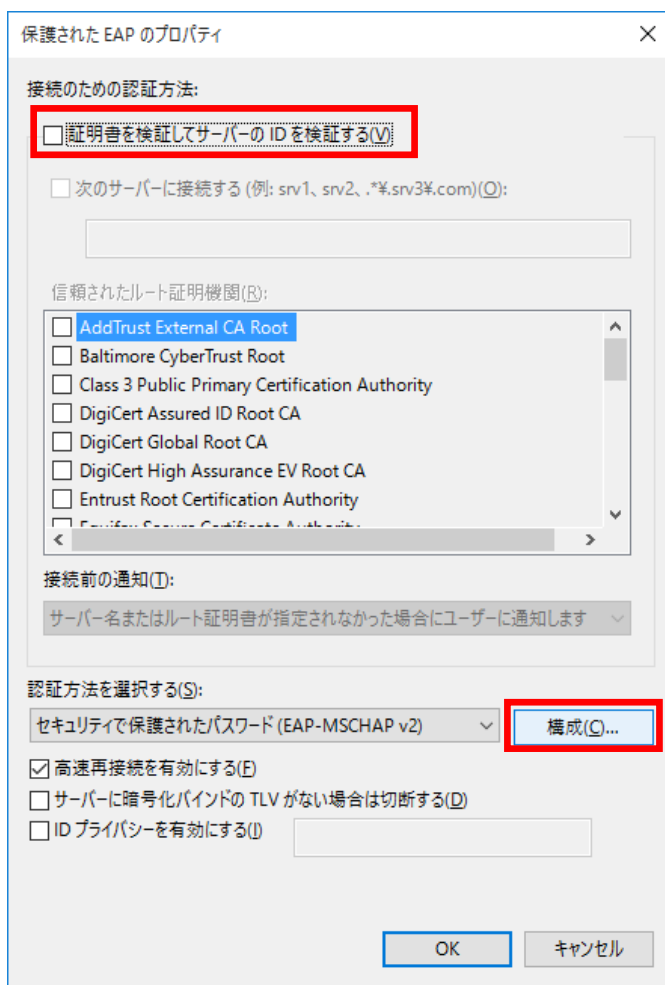 保護された EAP のプロパティ
接続のための認証方法:
証明書を検証してサーバーの ID を検証する(V)
次のサーバーに接続する (例: srv1、srv2、.*¥.srv3¥.com)(O):
信頼されたルート証明機関(R):
AddTrust External CA Root
Baltimore CyberTrust Root
Class 3 Public Primary Certification Authority
DigiCert Assured ID Root CA
DigiCert Global Root CA
DigiCert High Assurance EV Root CA
Entrust Root Certification Authority
Equifax Secure Certificate Authority
接続前の通知(T):
サーバー名またはルート証明書が指定されなかった場合にユーザーに通知します
認証方法を選択する(S):
セキュリティで保護されたパスワード (EAP-MSCHAP v2)
構成(C)...
高速再接続を有効にする(F)
サーバーに暗号化バインドの TLV がない場合は切断する(D)
ID プライバシーを有効にする(I)
OK
キャンセル